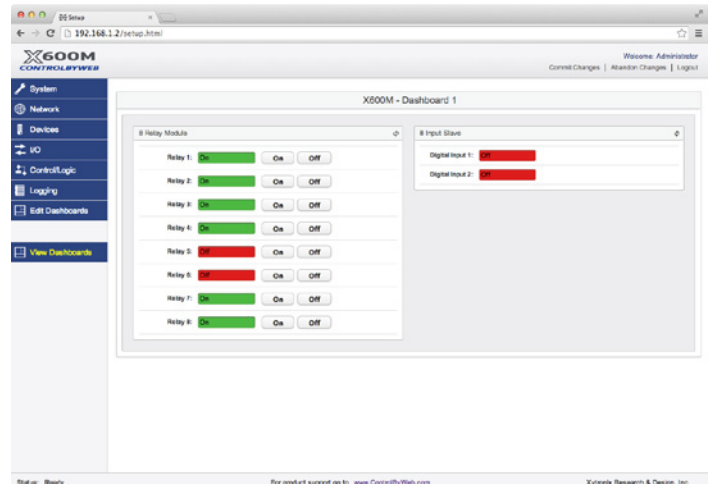 Setup
192.168.1.2/setup.html
X600M
CONTROLBYWEB
Welcome: Administrator
Commit Changes | Abandon Changes | Logout
System
Network
Devices
I/O
Control/Logic
Logging
Edit Dashboards
View Dashboards
X600M - Dashboard 1
8 Relay Module
Relay 1: On On Off
Relay 2: On On Off
Relay 3: On On Off
Relay 4: On On Off
Relay 5: Off On Off
Relay 6: Off On Off
Relay 7: On On Off
Relay 8: On On Off
8 Input Slave
Digital Input 1: Off
Digital Input 2: Off
Status: Ready
For product support go to www.ControlByWeb.com
Xytronix Research & Design, Inc.